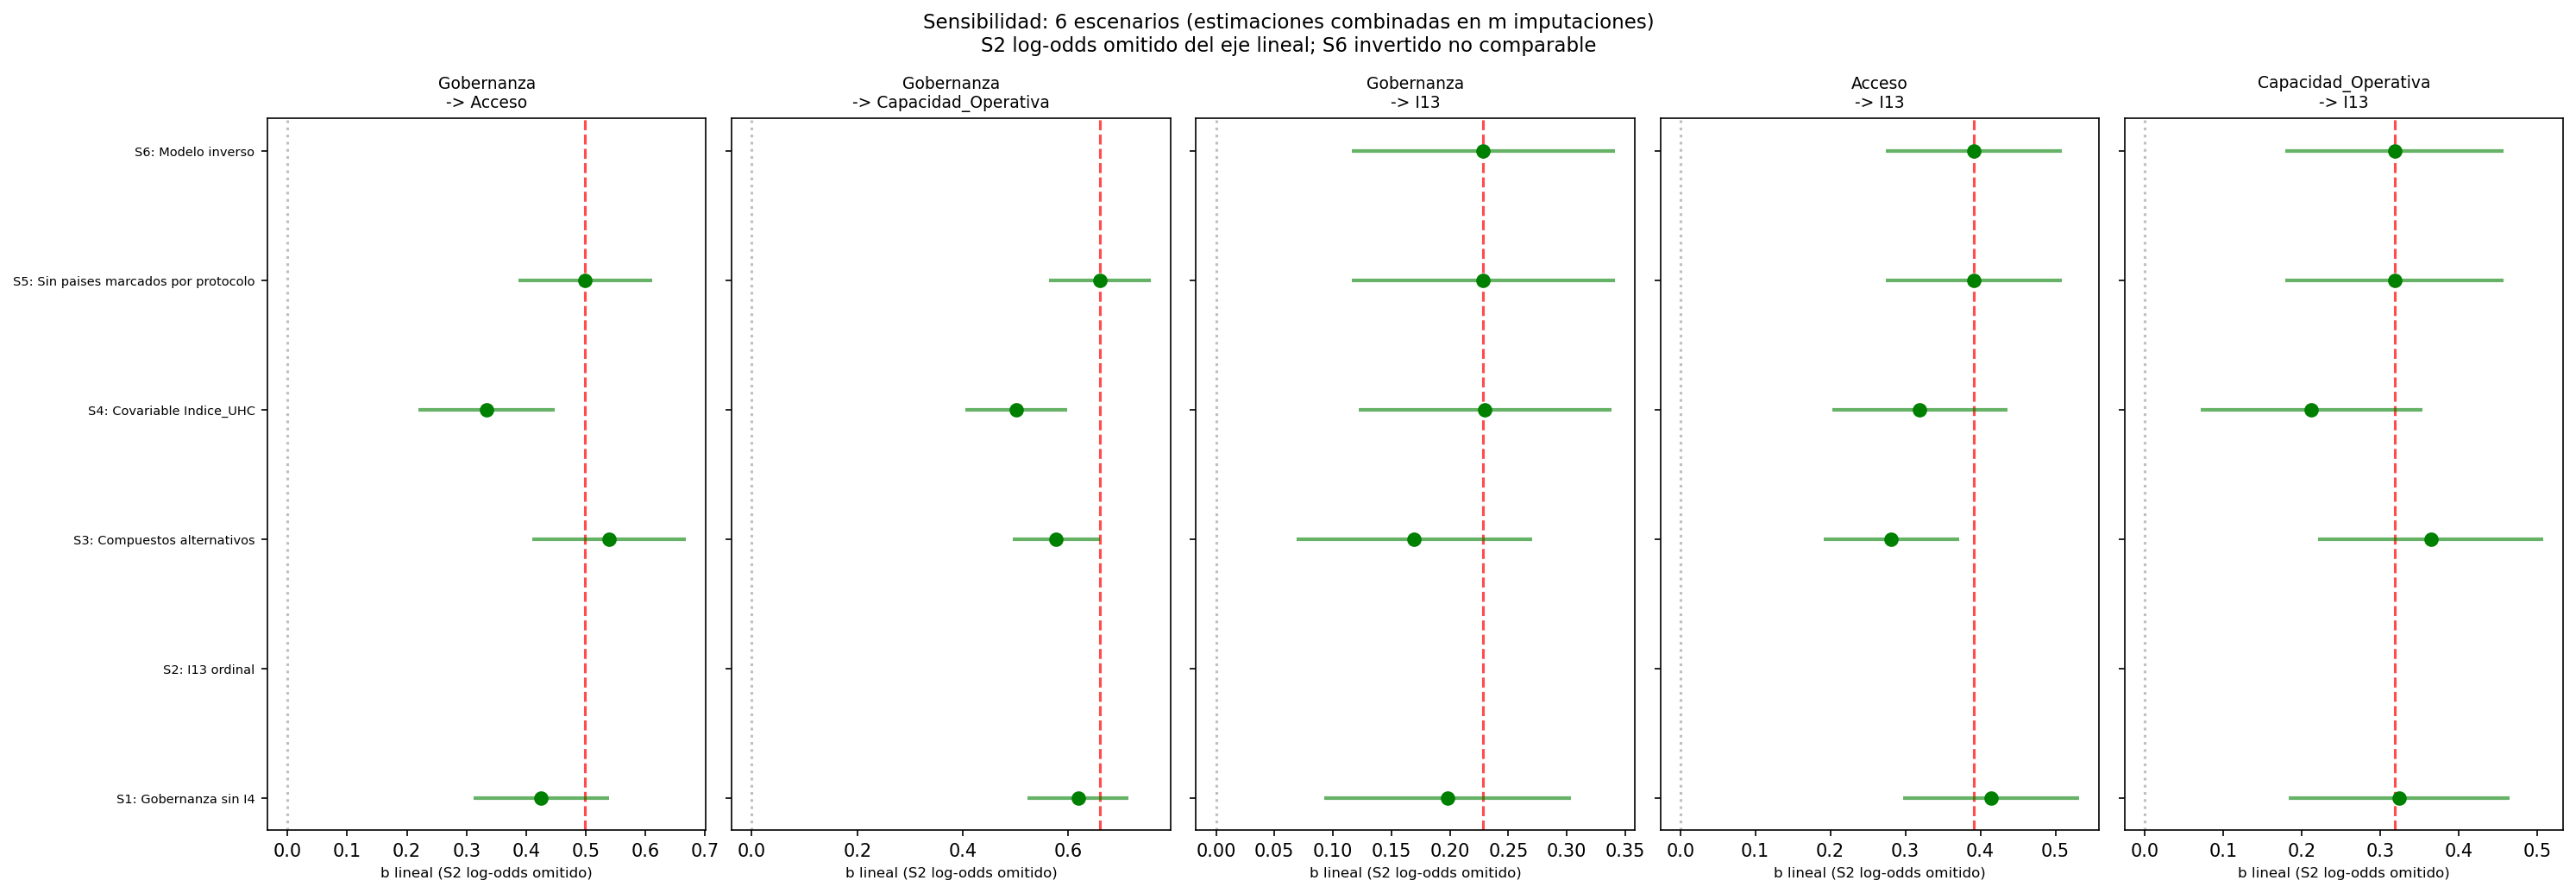 Sensibilidad: 6 escenarios (estimaciones combinadas en m imputaciones)
S2 log-odds omitido del eje lineal; S6 invertido no comparable
Gobernanza
-> Acceso
Gobernanza
-> Capacidad_Operativa
Gobernanza
-> I13
Acceso
-> I13
Capacidad_Operativa
-> I13
S6: Modelo inverso
S5: Sin paises marcados por protocolo
S4: Covariable Indice_UHC
S3: Compuestos alternativos
S2: I13 ordinal
S1: Gobernanza sin I4
0.0 0.1 0.2 0.3 0.4 0.5 0.6 0.7
b lineal (S2 log-odds omitido)
0.0 0.2 0.4 0.6
b lineal (S2 log-odds omitido)
0.00 0.05 0.10 0.15 0.20 0.25 0.30 0.35
b lineal (S2 log-odds omitido)
0.0 0.1 0.2 0.3 0.4 0.5
b lineal (S2 log-odds omitido)
0.0 0.1 0.2 0.3 0.4 0.5
b lineal (S2 log-odds omitido)